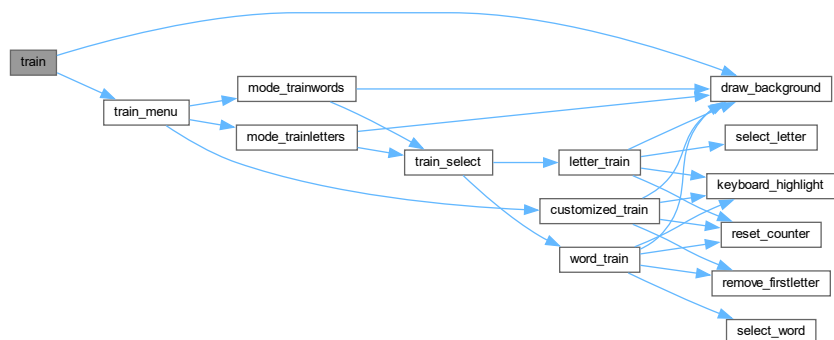 train
train_menu
mode_trainwords
mode_trainletters
train_select
letter_train
customized_train
word_train
draw_background
select_letter
keyboard_highlight
reset_counter
remove_firstletter
select_word